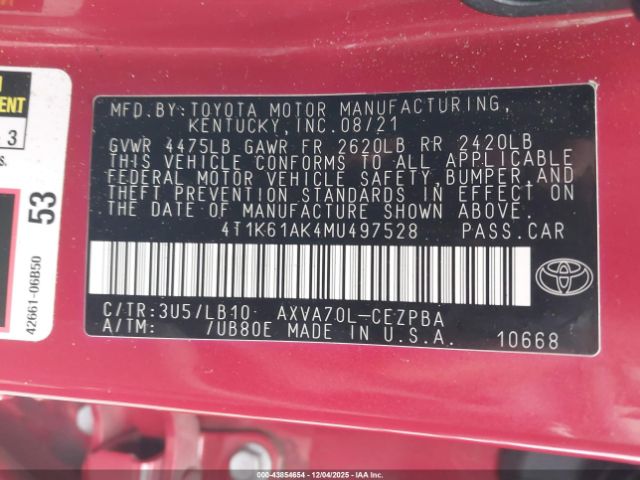 MENT
3
s.
53
42661-06B50
MFD.BY:TOYOTA MOTOR MANUFACTURING,
KENTUCKY,INC.08/21
GVWR 4475LB GAWR FR 2620LB RR 2420LB
THIS VEHICLE CONFORMS TO ALL APPLICABLE
FEDERAL MOTOR VEHICLE SAFETY,BUMPER,AND
THEFT PREVENTION STANDARDS IN EFFECT ON
THE DATE OF MANUFACTURE SHOWN ABOVE.
4T1K61AK4MU497528 PASS.CAR
C/TR:3U5/LB10 AXVA70L-CEZPBA
A/TM: /UB80E MADE IN U.S.A.
10668
© IAA-43854654 | 12/04/2025 - IAA, INC.